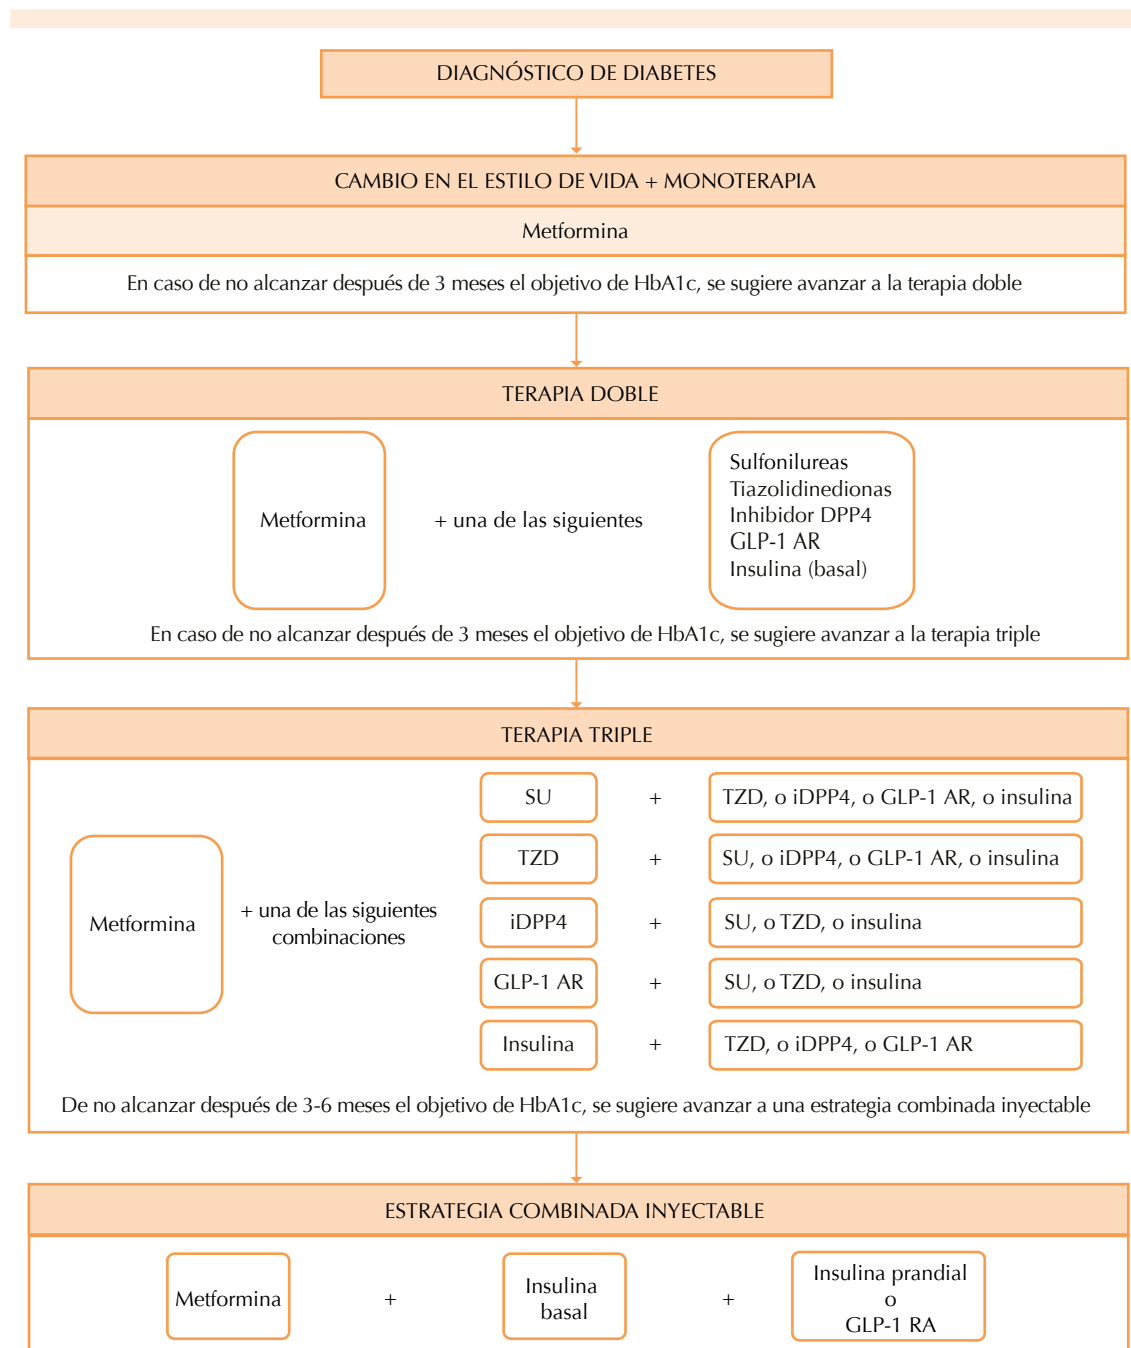 DIAGNÓSTICO DE DIABETES
CAMBIO EN EL ESTILO DE VIDA + MONOTERAPIA
Metformina
En caso de no alcanzar después de 3 meses el objetivo de HbA1c, se sugiere avanzar a la terapia doble
TERAPIA DOBLE
Metformina
+ una de las siguientes
Sulfonilureas
Tiazolidinedionas
Inhibidor DPP4
GLP-1 AR
Insulina (basal)
En caso de no alcanzar después de 3 meses el objetivo de HbA1c, se sugiere avanzar a la terapia triple
TERAPIA TRIPLE
Metformina
+ una de las siguientes
combinaciones
SU + TZD, o iDPP4, o GLP-1 AR, o insulina
TZD + SU, o iDPP4, o GLP-1 AR, o insulina
iDPP4 + SU, o TZD, o insulina
GLP-1 AR + SU, o TZD, o insulina
Insulina + TZD, o iDPP4, o GLP-1 AR
De no alcanzar después de 3-6 meses el objetivo de HbA1c, se sugiere avanzar a una estrategia combinada inyectable
ESTRATEGIA COMBINADA INYECTABLE
Metformina
+
Insulina
basal
+
Insulina prandial
o
GLP-1 RA